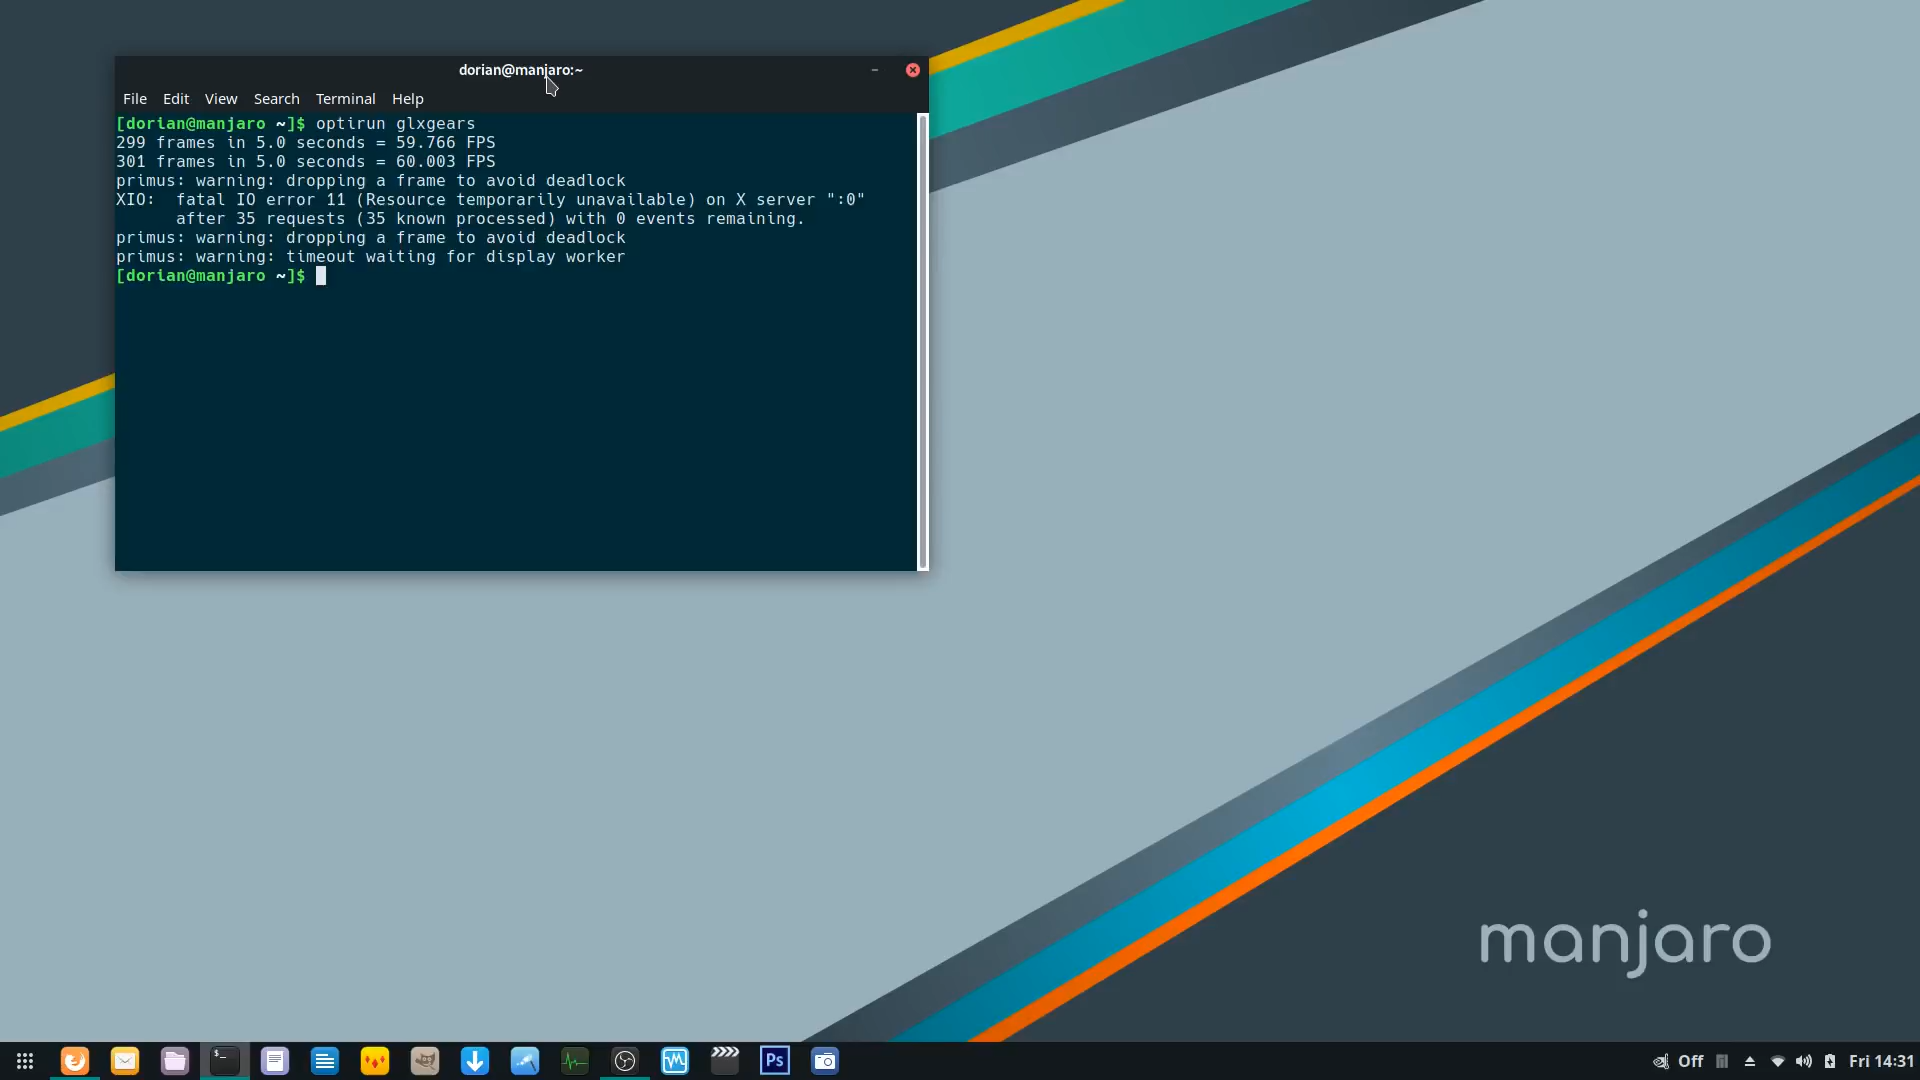 dorian@manjaro:~
File Edit View Search Terminal Help
[dorian@manjaro ~]$ optirun glxgears
299 frames in 5.0 seconds = 59.766 FPS
301 frames in 5.0 seconds = 60.003 FPS
primus: warning: dropping a frame to avoid deadlock
XIO:  fatal IO error 11 (Resource temporarily unavailable) on X server ":0"
      after 35 requests (35 known processed) with 0 events remaining.
primus: warning: dropping a frame to avoid deadlock
primus: warning: timeout waiting for display worker
[dorian@manjaro ~]$
manjaro
$_
Ps
Off
Fri 14:31